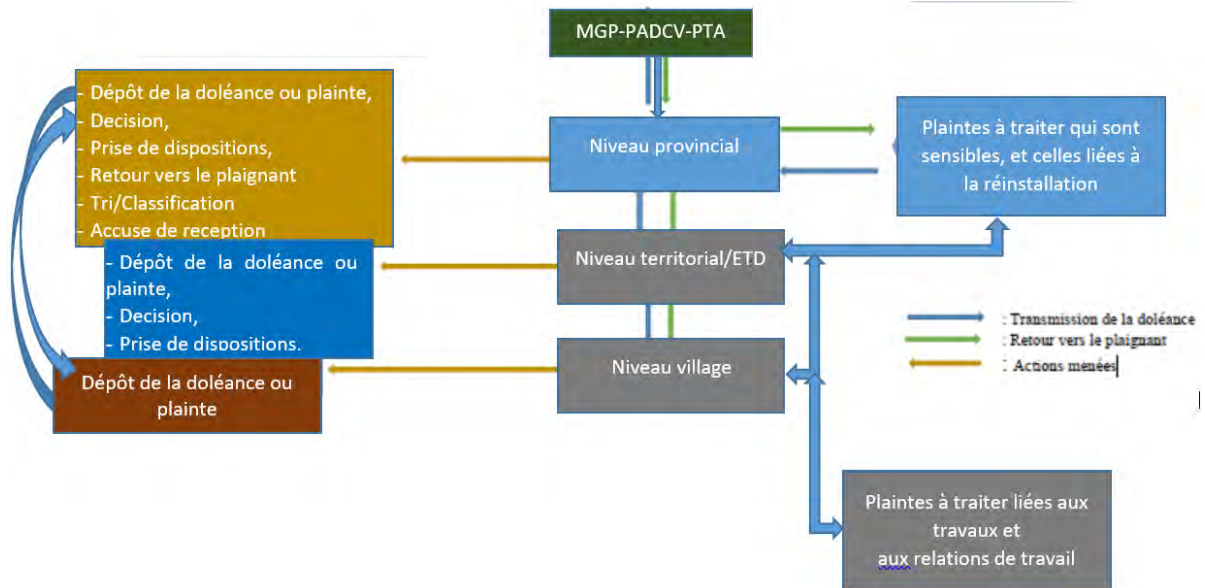 MGP-PADCV-PTA
- Dépôt de la doléance ou plainte,
- Decision,
- Prise de dispositions,
- Retour vers le plaignant
- Tri/Classification
- Accuse de reception
Niveau provincial
Plaintes à traiter qui sont
sensibles, et celles liées à
la réinstallation
- Dépôt de la doléance ou
plainte,
- Decision,
- Prise de dispositions.
Niveau territorial/ETD
: Transmission de la doléance
: Retour vers le plaignant
: Actions menées
Dépôt de la doléance ou
plainte
Niveau village
Plaintes à traiter liées aux
travaux et
aux relations de travail